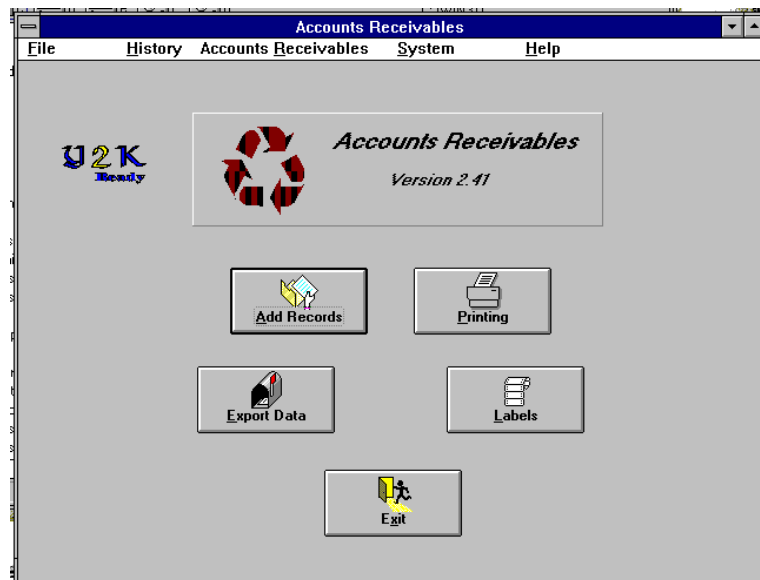 Accounts Receivables
File History Accounts Receivables System Help
Y2K
Ready
Accounts Receivables
Version 2.41
Add Records
Printing
Export Data
Labels
Exit